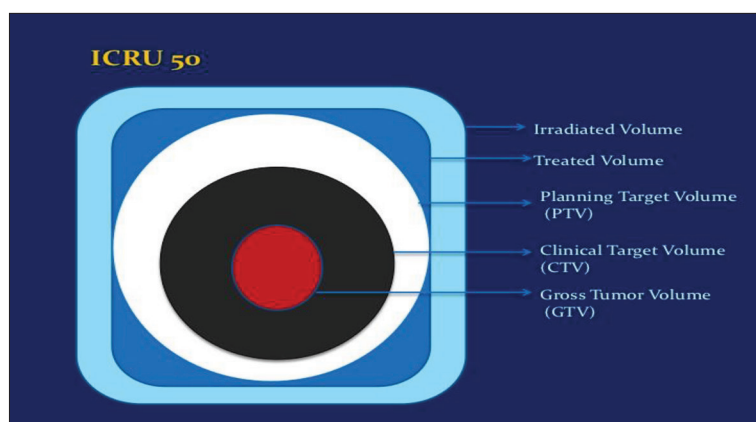 ICRU 50
Irradiated Volume
Treated Volume
Planning Target Volume
(PTV)
Clinical Target Volume
(CTV)
Gross Tumor Volume
(GTV)